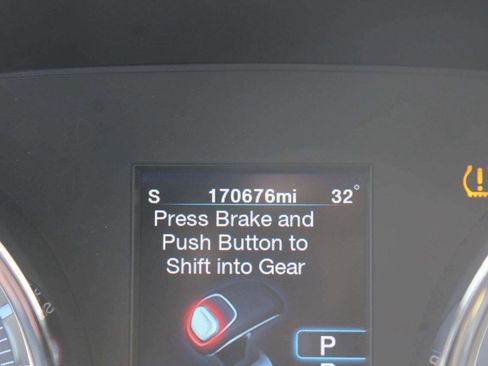 S 170676mi 32°
Press Brake and
Push Button to
Shift into Gear
P